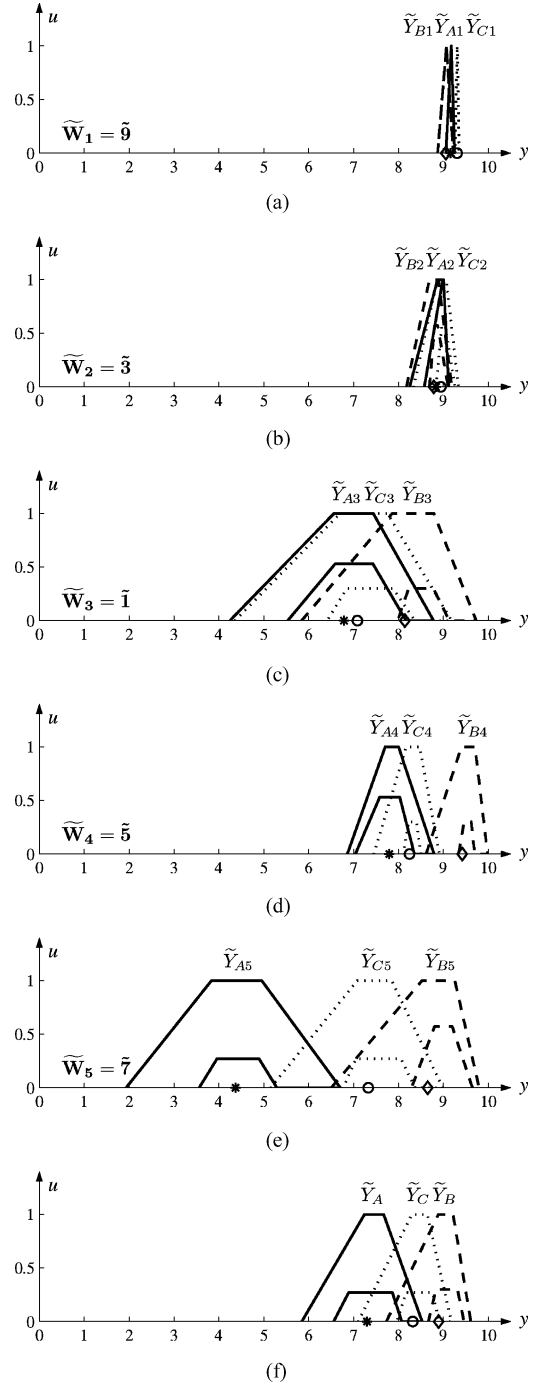 u
Ỹ_B1 Ỹ_A1 Ỹ_C1
1
0.5
W̃_1 = 9̃
0
0 1 2 3 4 5 6 7 8 9 10 y
(a)
u
Ỹ_B2 Ỹ_A2 Ỹ_C2
1
0.5
W̃_2 = 3̃
0
0 1 2 3 4 5 6 7 8 9 10 y
(b)
u
Ỹ_A3 Ỹ_C3 Ỹ_B3
1
0.5
W̃_3 = 1̃
0
0 1 2 3 4 5 6 7 8 9 10 y
(c)
u
Ỹ_A4 Ỹ_C4 Ỹ_B4
1
0.5
W̃_4 = 5̃
0
0 1 2 3 4 5 6 7 8 9 10 y
(d)
u
Ỹ_A5 Ỹ_C5 Ỹ_B5
1
0.5
W̃_5 = 7̃
0
0 1 2 3 4 5 6 7 8 9 10 y
(e)
u
Ỹ_A Ỹ_C Ỹ_B
1
0.5
0
0 1 2 3 4 5 6 7 8 9 10 y
(f)